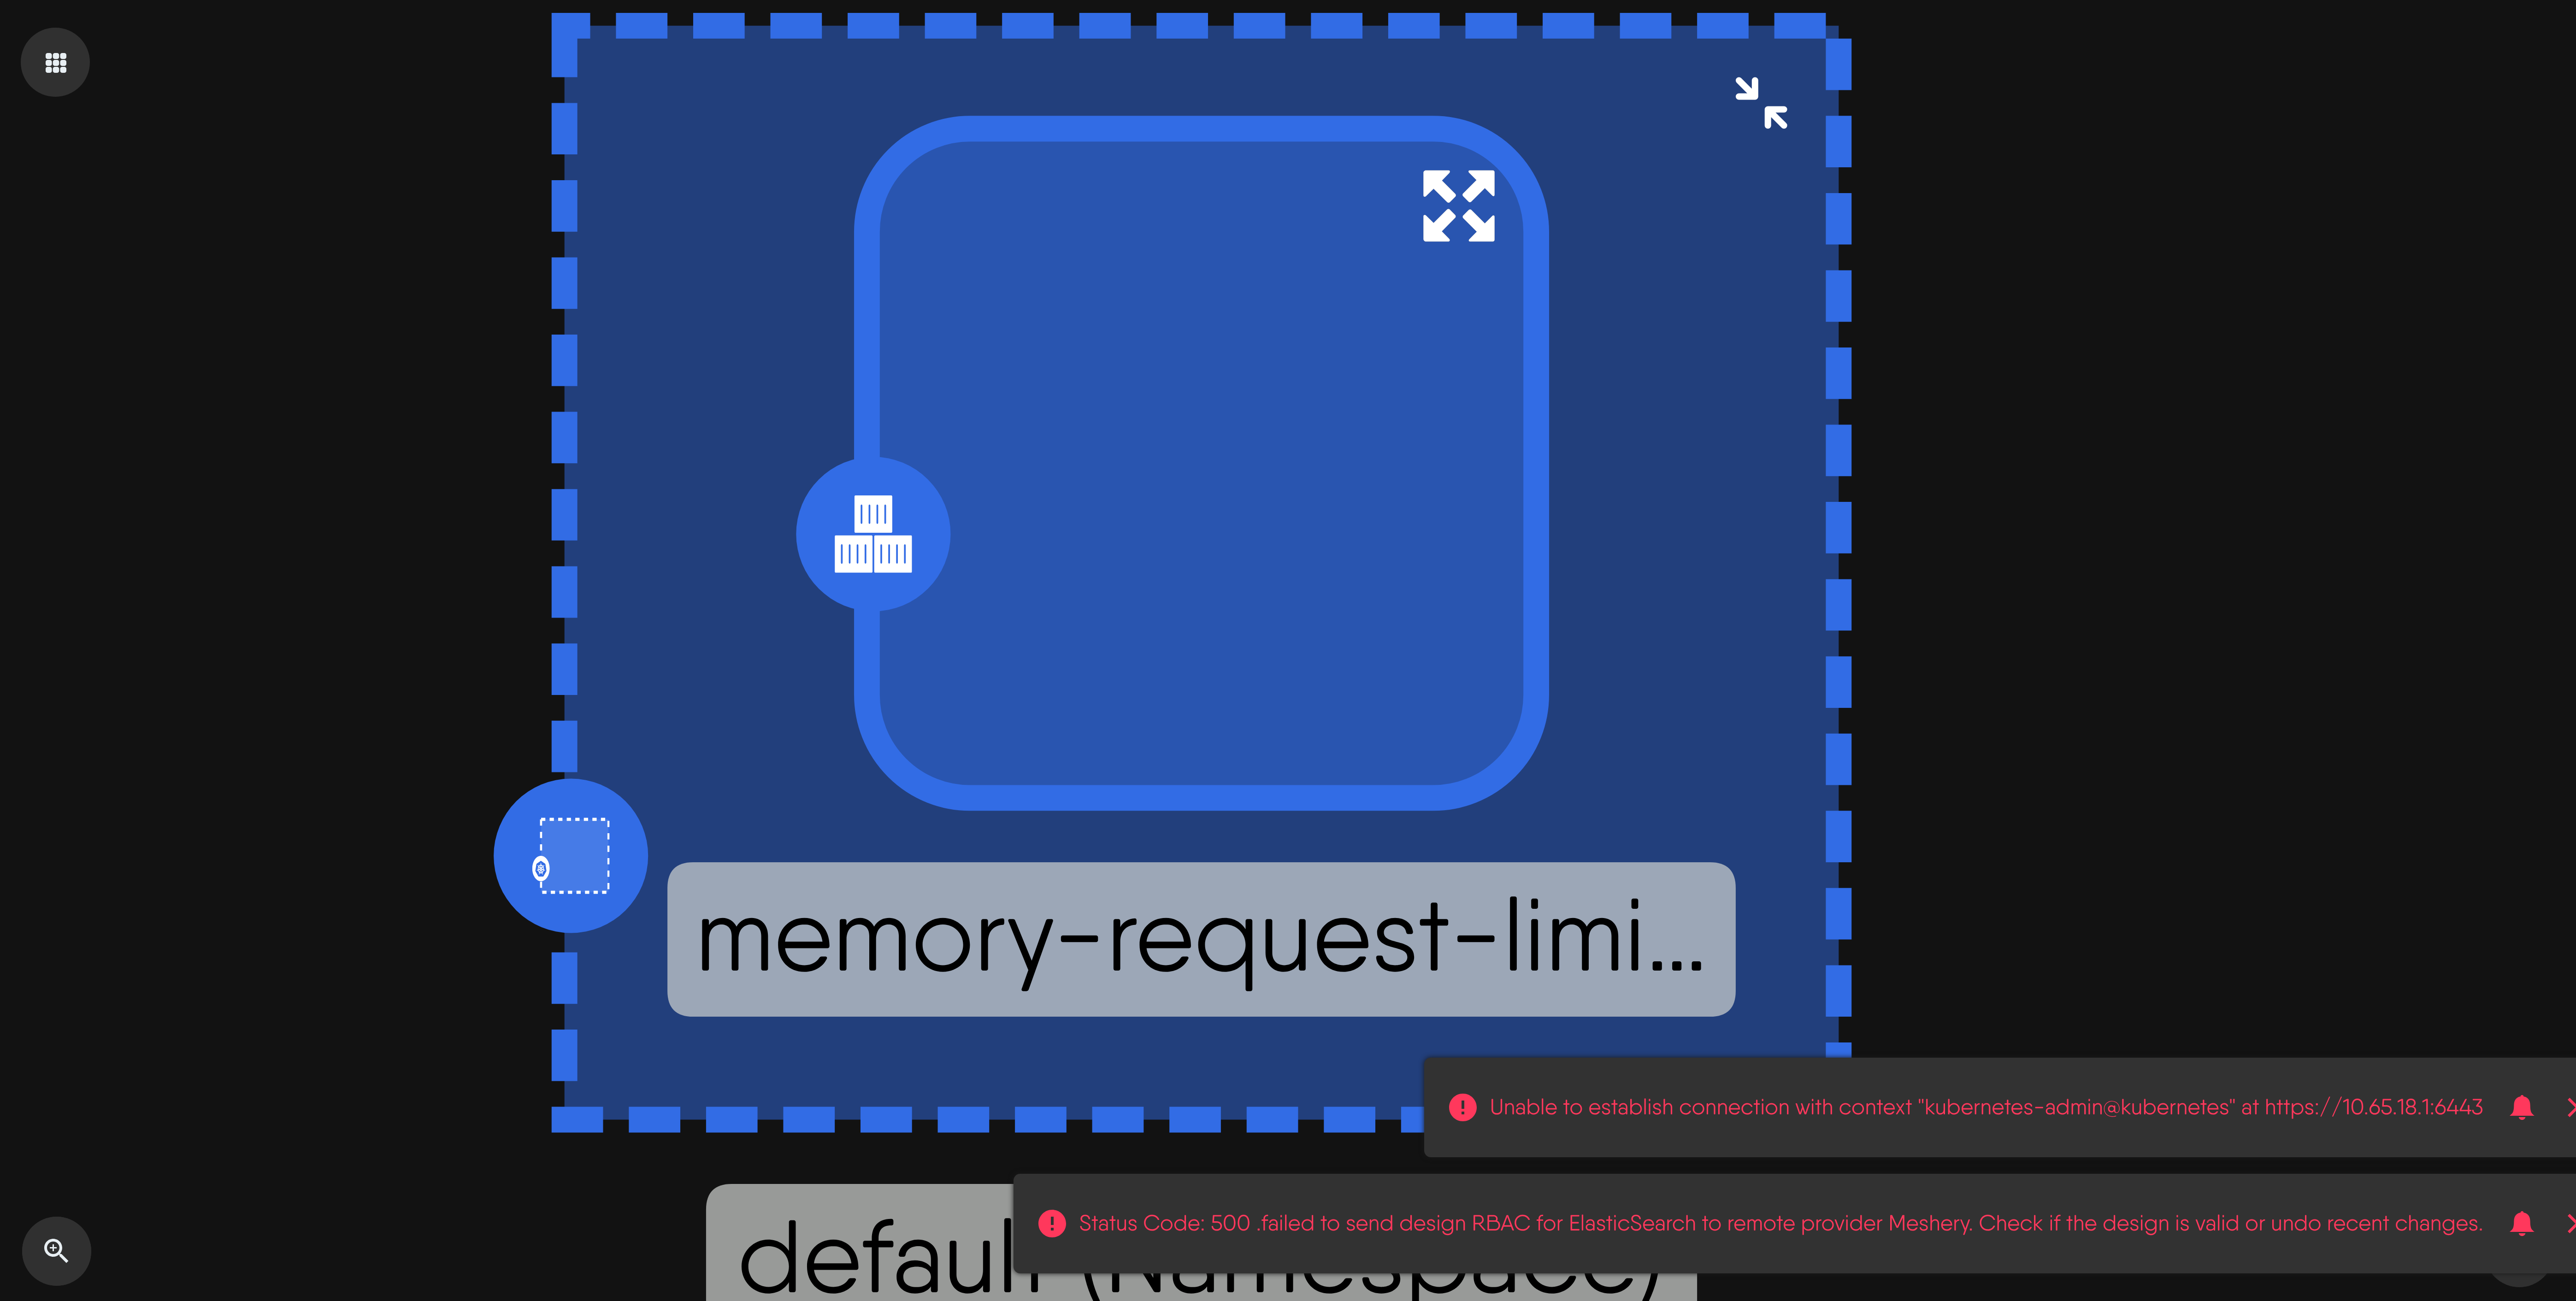 memory-request-limi...
Unable to establish connection with context "kubernetes-admin@kubernetes" at https://10.65.18.1:6443
Status Code: 500 .failed to send design RBAC for ElasticSearch to remote provider Meshery. Check if the design is valid or undo recent changes.
default (Namespace)